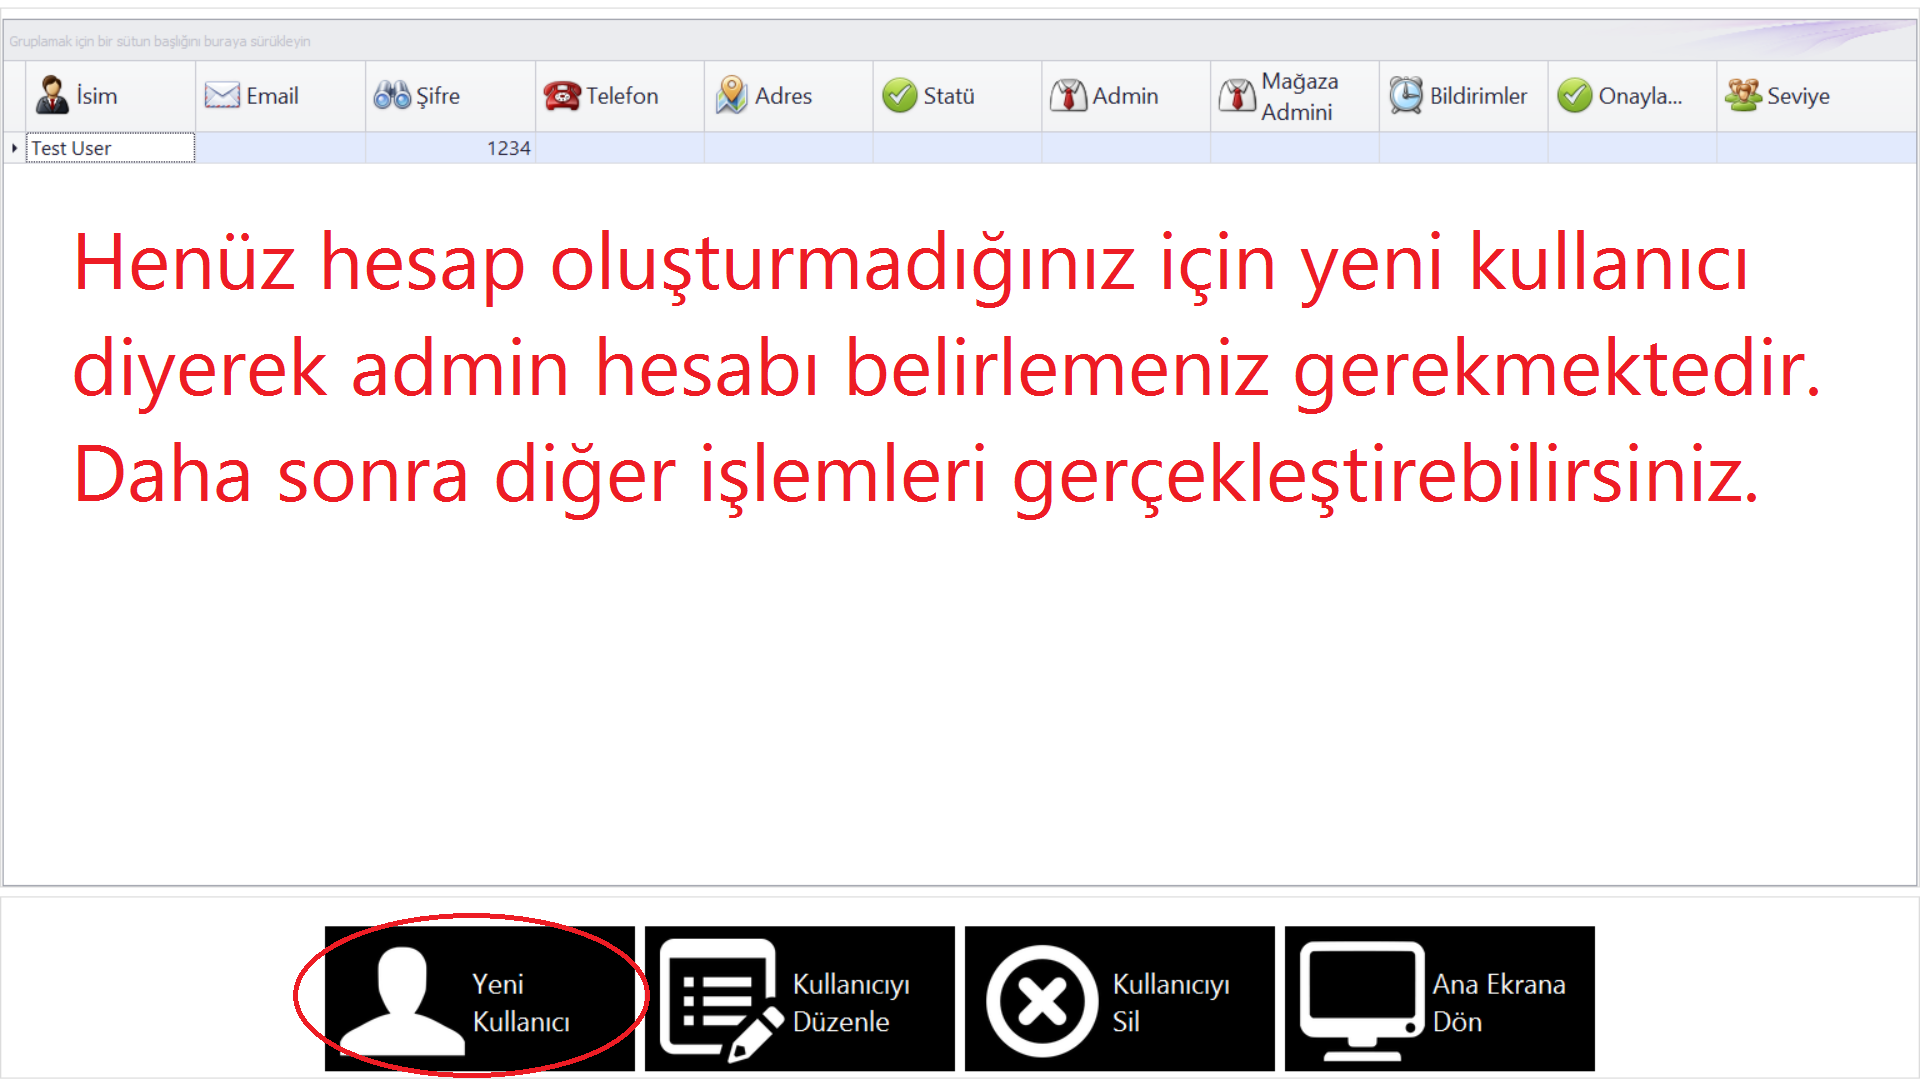 Gruplamak için bir sütun başlığını buraya sürükleyin
İsim Email Şifre Telefon Adres Statü Admin Mağaza Admini Bildirimler Onayla... Seviye
Test User 1234
Henüz hesap oluşturmadığınız için yeni kullanıcı
diyerek admin hesabı belirlemeniz gerekmektedir.
Daha sonra diğer işlemleri gerçekleştirebilirsiniz.
Yeni
Kullanıcı
Kullanıcıyı
Düzenle
Kullanıcıyı
Sil
Ana Ekrana
Dön